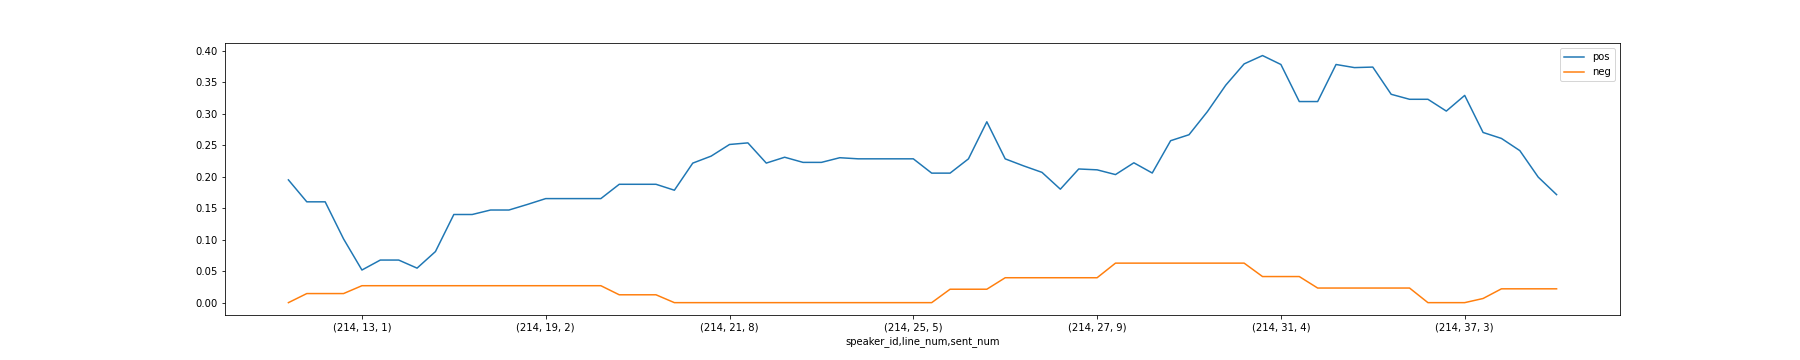 0.40
0.35
0.30
0.25
0.20
0.15
0.10
0.05
0.00
pos
neg
(214, 13, 1) (214, 19, 2) (214, 21, 8) (214, 25, 5) (214, 27, 9) (214, 31, 4) (214, 37, 3)
speaker_id,line_num,sent_num